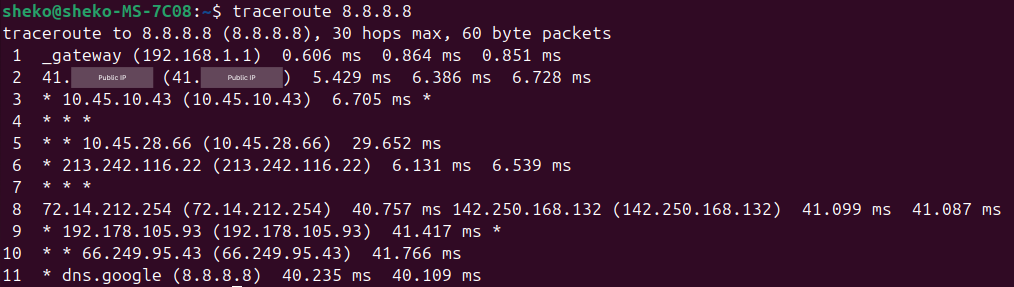 sheko@sheko-MS-7C08:~$ traceroute 8.8.8.8
traceroute to 8.8.8.8 (8.8.8.8), 30 hops max, 60 byte packets
1 _gateway (192.168.1.1) 0.606 ms 0.864 ms 0.851 ms
2 41. Public IP (41. Public IP ) 5.429 ms 6.386 ms 6.728 ms
3 * 10.45.10.43 (10.45.10.43) 6.705 ms *
4 * * *
5 * * 10.45.28.66 (10.45.28.66) 29.652 ms
6 * 213.242.116.22 (213.242.116.22) 6.131 ms 6.539 ms
7 * * *
8 72.14.212.254 (72.14.212.254) 40.757 ms 142.250.168.132 (142.250.168.132) 41.099 ms 41.087 ms
9 * 192.178.105.93 (192.178.105.93) 41.417 ms *
10 * * 66.249.95.43 (66.249.95.43) 41.766 ms
11 * dns.google (8.8.8.8) 40.235 ms 40.109 ms